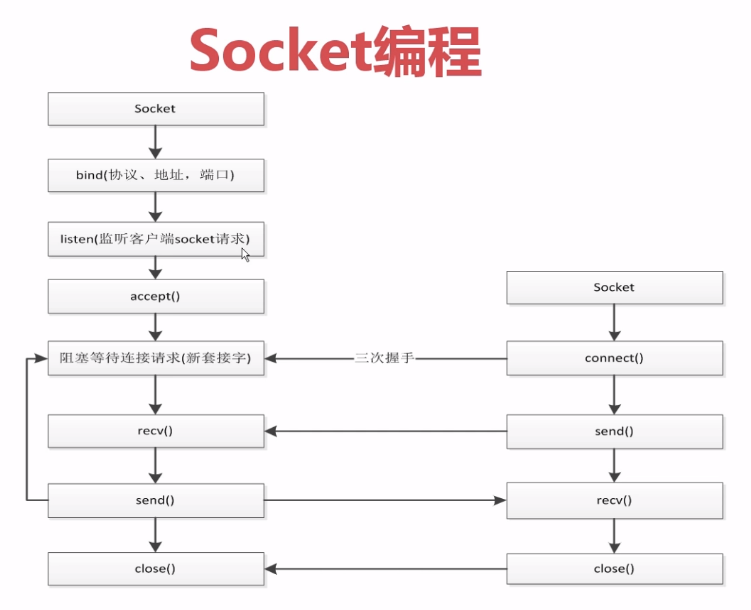 Socket编程
Socket
bind(协议、地址，端口)
listen(监听客户端socket请求)
accept()
阻塞等待连接请求(新套接字)
recv()
send()
close()
三次握手
Socket
connect()
send()
recv()
close()